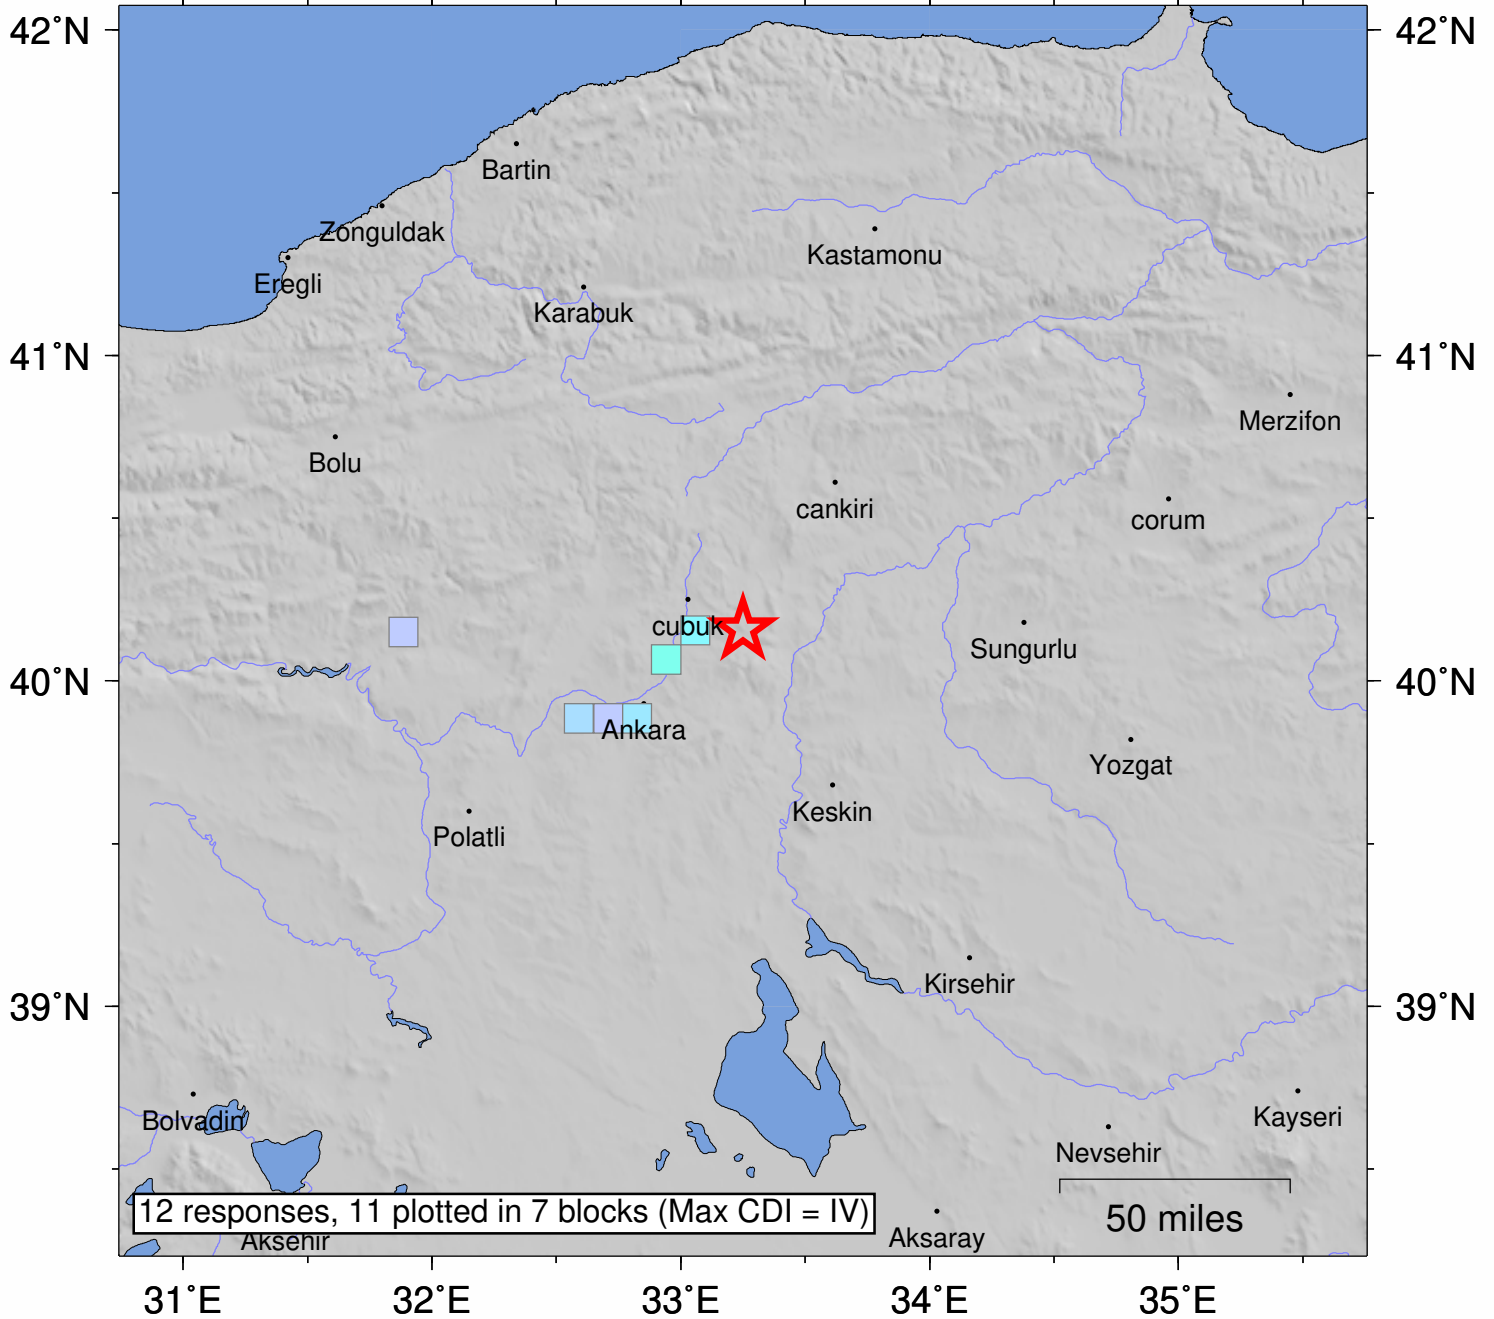 42°N
42°N
Bartin
Zonguldak
Kastamonu
Eregli
Karabuk
41°N
41°N
Merzifon
Bolu
cankiri
corum
cubuk
Sungurlu
40°N
40°N
Ankara
Yozgat
Keskin
Polatli
Kirsehir
39°N
39°N
Bolvadin
Kayseri
Nevsehir
12 responses, 11 plotted in 7 blocks (Max CDI = IV)
50 miles
Aksehir
Aksaray
31°E
32°E
33°E
34°E
35°E